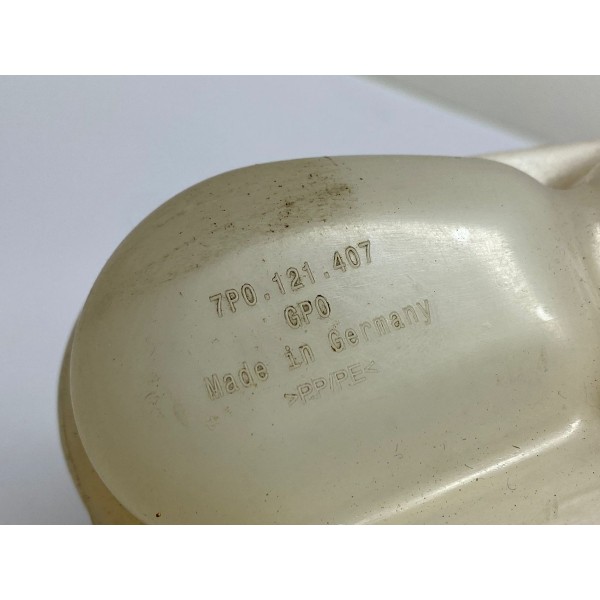 7P0.121.407
GPO
Made in Germany
>PP/PE<